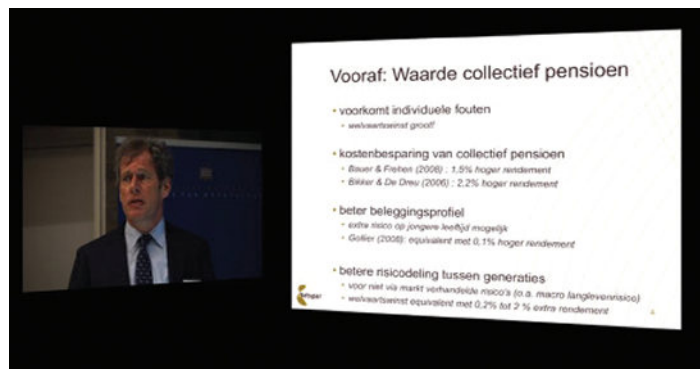 Vooraf: Waarde collectief pensioen
• voorkomt individuele fouten
• welvaartswinst groot!
• kostenbesparing van collectief pensioen
• Bauer & Frehen (2008) : 1,5% hoger rendement
• Bikker & De Dreu (2006) : 2,2% hoger rendement
• beter beleggingsprofiel
• extra risico op jongere leeftijd mogelijk
• Gollier (2008): equivalent met 0,1% hoger rendement
• betere risicodeling tussen generaties
• voor niet via markt verhandelde risico's (o.a. macro langlevenrisico)
• welvaartswinst equivalent met 0,2% tot 2 % extra rendement